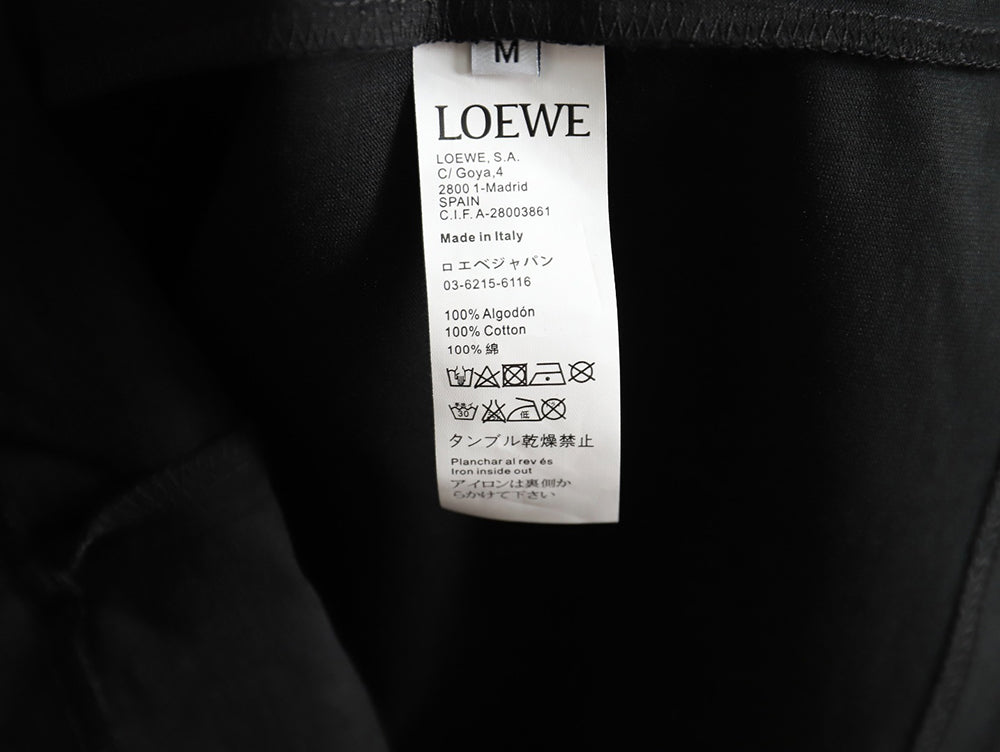 M
LOEWE
LOEWE, S.A.
C/ Goya,4
2800 1-Madrid
SPAIN
C.I.F. A-28003861
Made in Italy
ロエベジャパン
03-6215-6116
100% Algodón
100% Cotton
100% 綿
30
低
タンブル乾燥禁止
Planchar al rev és
Iron inside out
アイロンは裏側か
らかけて下さい